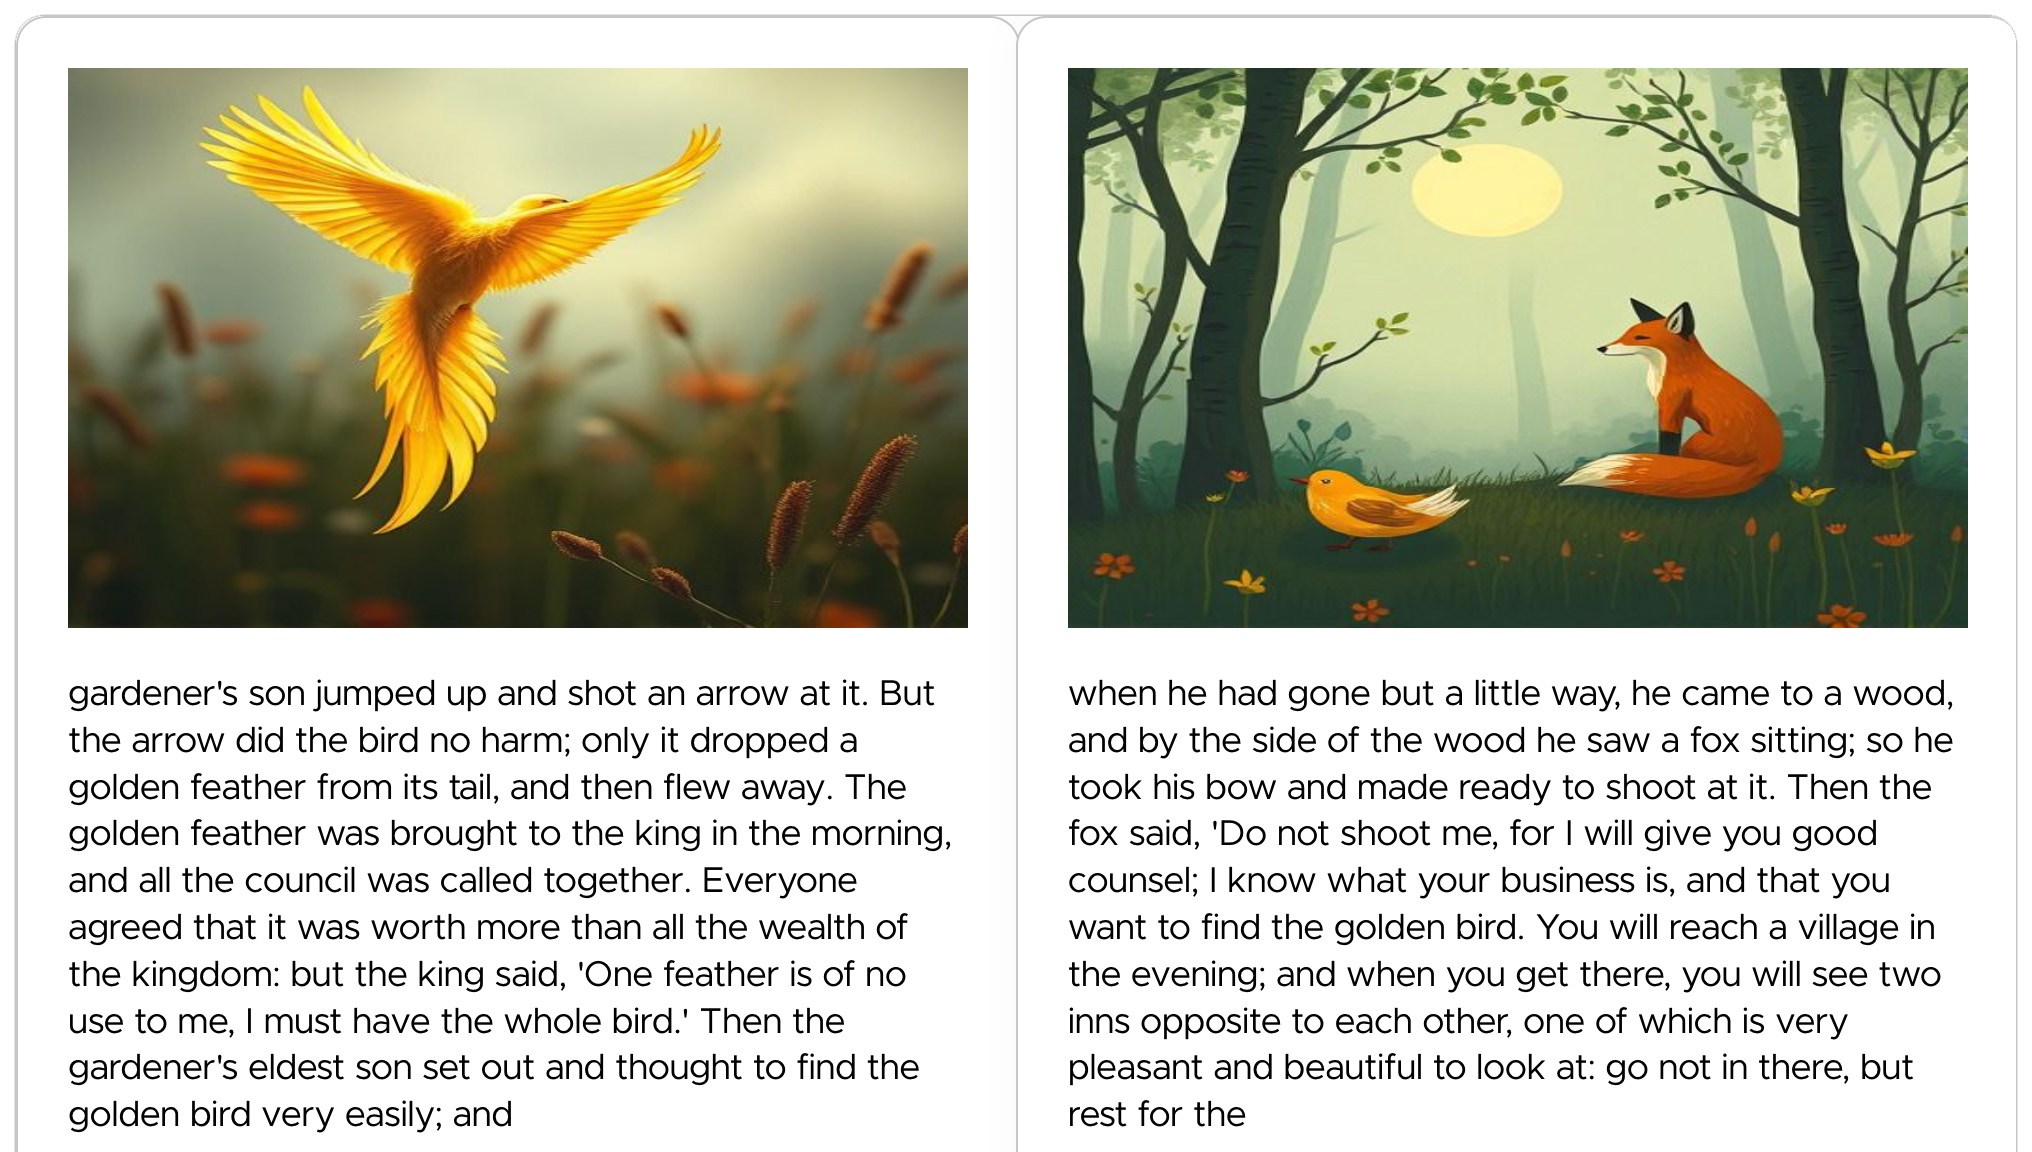 gardener's son jumped up and shot an arrow at it. But
the arrow did the bird no harm; only it dropped a
golden feather from its tail, and then flew away. The
golden feather was brought to the king in the morning,
and all the council was called together. Everyone
agreed that it was worth more than all the wealth of
the kingdom: but the king said, 'One feather is of no
use to me, I must have the whole bird.' Then the
gardener's eldest son set out and thought to find the
golden bird very easily; and
when he had gone but a little way, he came to a wood,
and by the side of the wood he saw a fox sitting; so he
took his bow and made ready to shoot at it. Then the
fox said, 'Do not shoot me, for I will give you good
counsel; I know what your business is, and that you
want to find the golden bird. You will reach a village in
the evening; and when you get there, you will see two
inns opposite to each other, one of which is very
pleasant and beautiful to look at: go not in there, but
rest for the